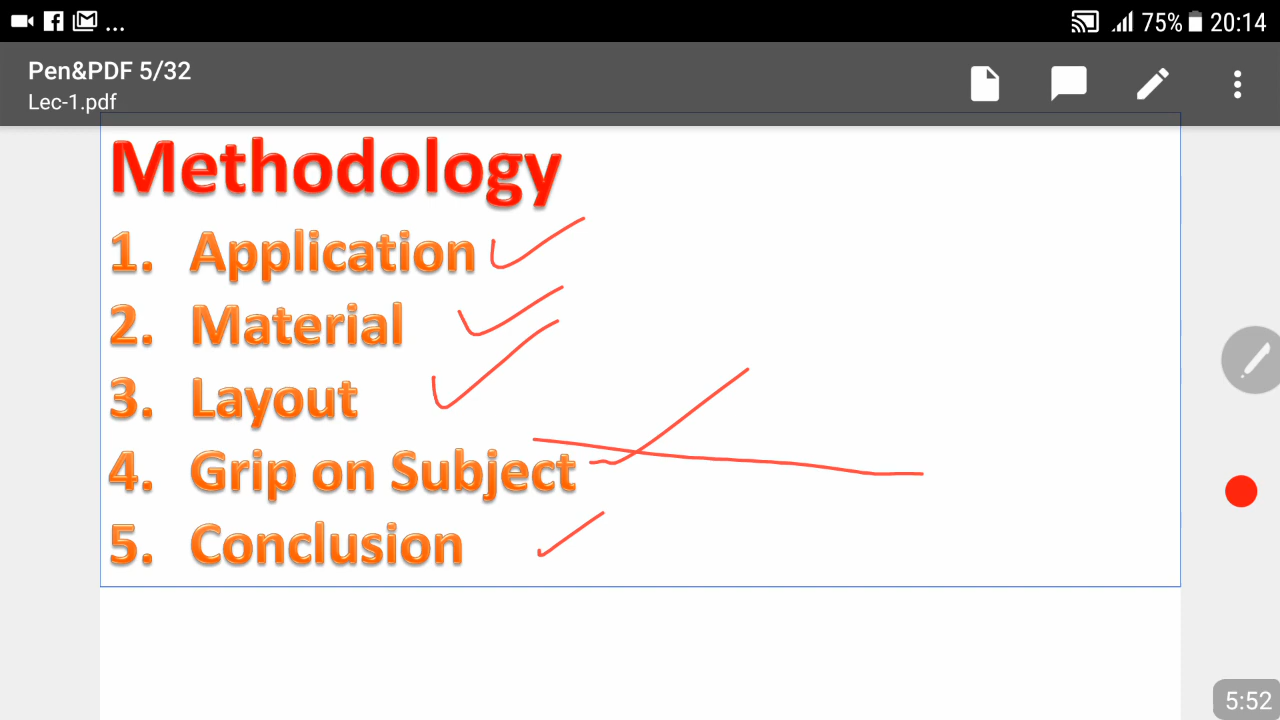 ...
75% 20:14
Pen&PDF 5/32
Lec-1.pdf
Methodology
1. Application
2. Material
3. Layout
4. Grip on Subject
5. Conclusion
5:52